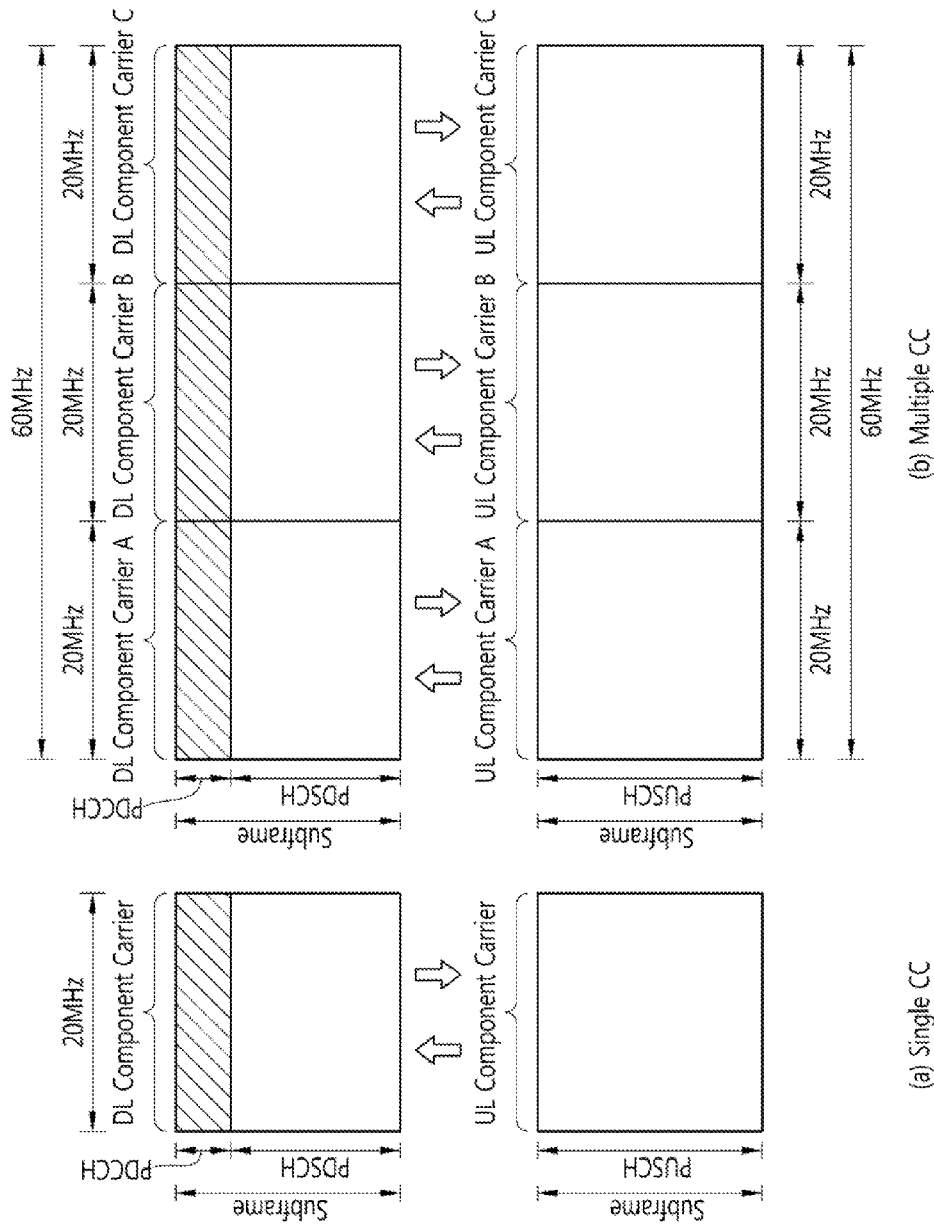 20MHz
DL Component Carrier
PDCCH
PDSCH
Subframe
UL Component Carrier
PUSCH
Subframe
(a) Single CC
60MHz
20MHz
20MHz
20MHz
DL Component Carrier A
DL Component Carrier B
DL Component Carrier C
PDCCH
PDSCH
Subframe
UL Component Carrier A
UL Component Carrier B
UL Component Carrier C
PUSCH
Subframe
20MHz
20MHz
20MHz
60MHz
(b) Multiple CC